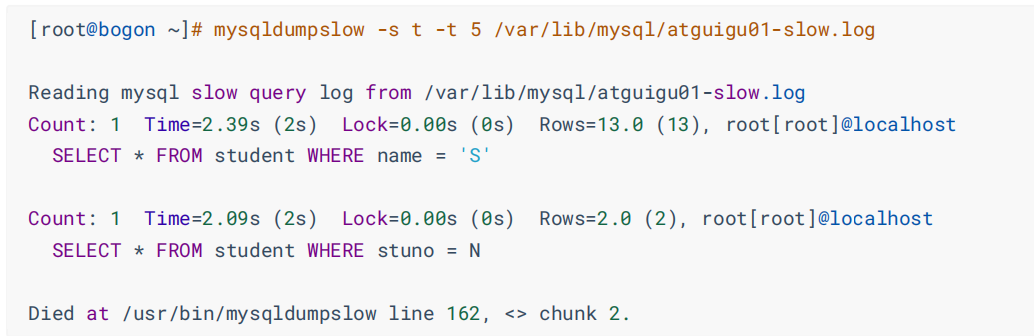 [root@bogon ~]# mysqldumpslow -s t -t 5 /var/lib/mysql/atguigu01-slow.log
Reading mysql slow query log from /var/lib/mysql/atguigu01-slow.log
Count: 1  Time=2.39s (2s)  Lock=0.00s (0s)  Rows=13.0 (13), root[root]@localhost
  SELECT * FROM student WHERE name = 'S'
Count: 1  Time=2.09s (2s)  Lock=0.00s (0s)  Rows=2.0 (2), root[root]@localhost
  SELECT * FROM student WHERE stuno = N
Died at /usr/bin/mysqldumpslow line 162, <> chunk 2.